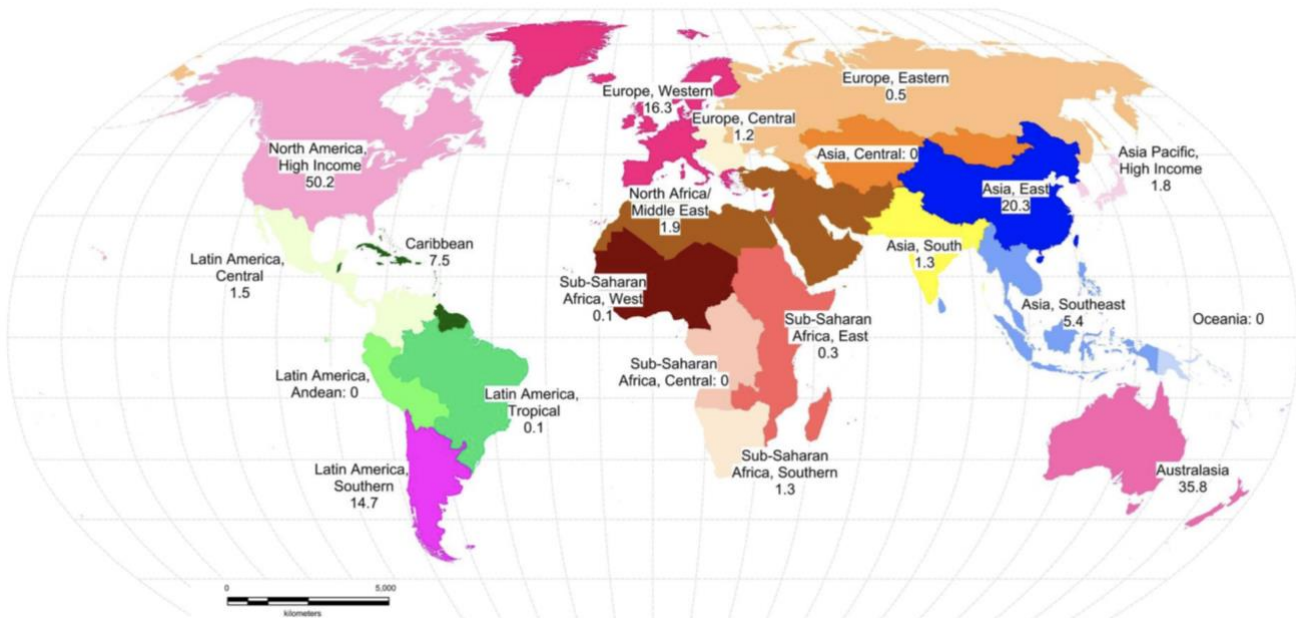 Europe, Eastern
0.5
Europe, Western
16.3
Europe, Central
1.2
North America,
High Income
50.2
Asia, Central: 0
Asia Pacific,
High Income
1.8
Asia, East
20.3
North Africa/
Middle East
1.9
Caribbean
7.5
Asia, South
1.3
Latin America,
Central
1.5
Sub-Saharan
Africa, West
0.1
Asia, Southeast
5.4
Oceania: 0
Sub-Saharan
Africa, East
0.3
Sub-Saharan
Africa, Central: 0
Latin America,
Andean: 0
Latin America,
Tropical
0.1
Sub-Saharan
Africa, Southern
1.3
Latin America,
Southern
14.7
Australasia
35.8
0 5,000
kilometers